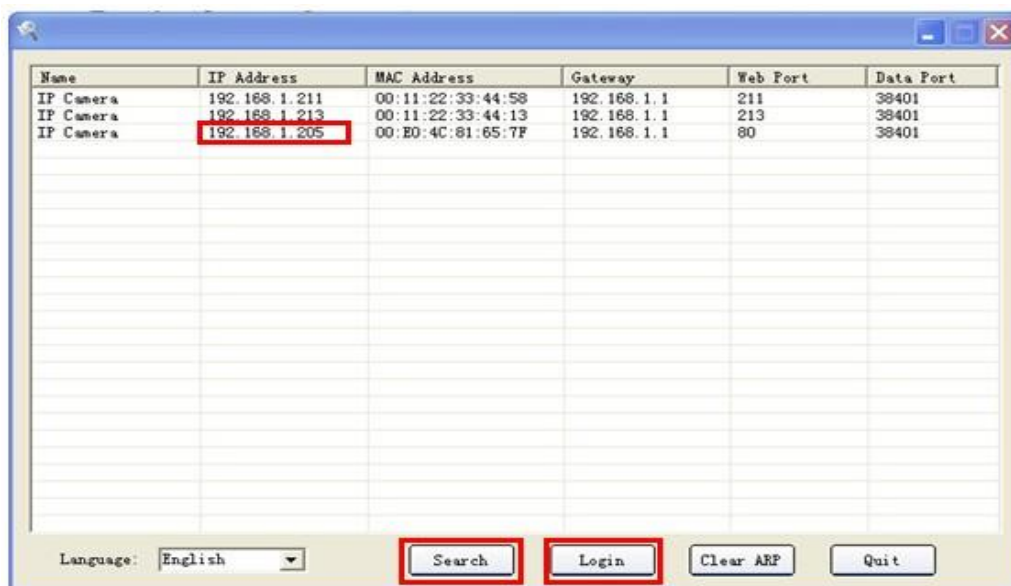 Name IP Address MAC Address Gateway Web Port Data Port
IP Camera 192.168.1.211 00:11:22:33:44:58 192.168.1.1 211 38401
IP Camera 192.168.1.213 00:11:22:33:44:13 192.168.1.1 213 38401
IP Camera 192.168.1.205 00:E0:4C:81:65:7F 192.168.1.1 80 38401
Language: English Search Login Clear ARP Quit